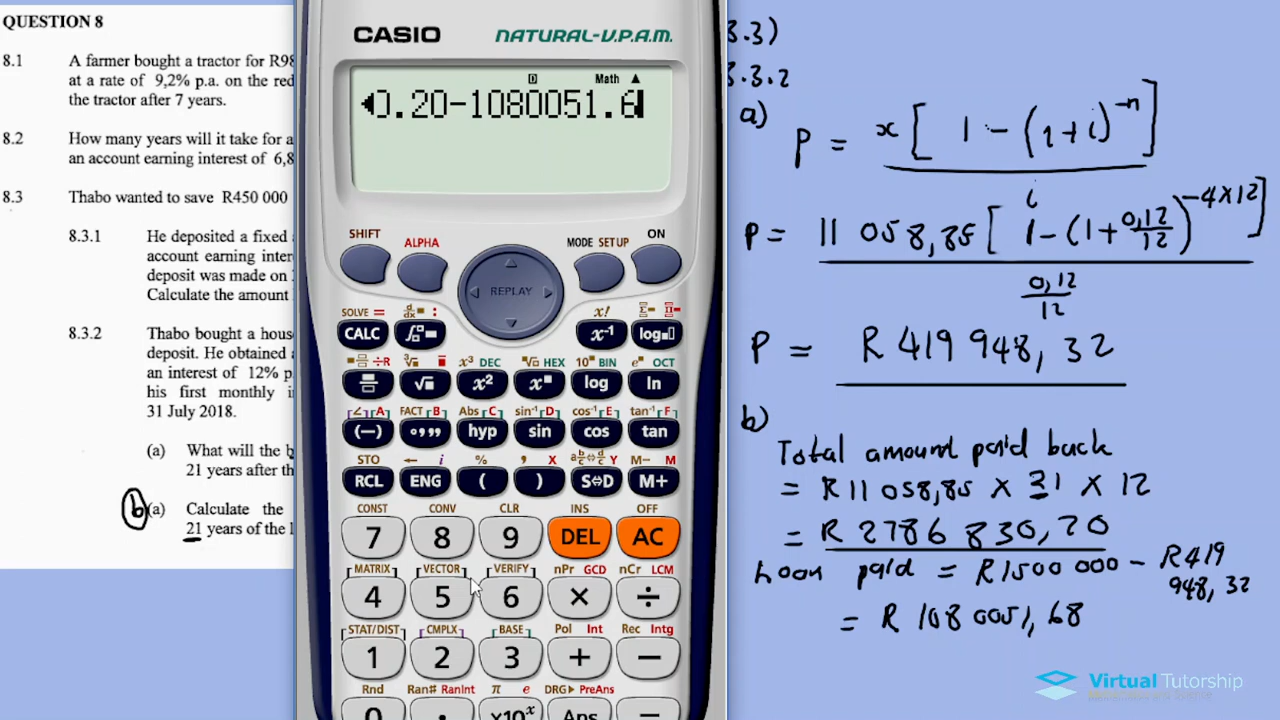 QUESTION 8
8.1 A farmer bought a tractor for R98
at a rate of 9,2% p.a. on the red
the tractor after 7 years.
8.2 How many years will it take for a
an account earning interest of 6,8
8.3 Thabo wanted to save R450 000
8.3.1 He deposited a fixed a
account earning inter
deposit was made on
Calculate the amount
8.3.2 Thabo bought a hous
deposit. He obtained a
an interest of 12% p
his first monthly i
31 July 2018.
(a) What will the b
21 years after th
b (a) Calculate the
21 years of the l
CASIO NATURAL-V.P.A.M.
D Math ▲
0.20-1080051.6
SHIFT ALPHA MODE SETUP ON
REPLAY
SOLVE = d/dx = : x! Σ= Π=
CALC ∫□= x⁻¹ log□
÷R ³√ x³ DEC ˣ√□ HEX 10■ BIN e■ OCT
√■ x² x■ log ln
∠ A FACT B Abs C sin⁻¹ D cos⁻¹ E tan⁻¹ F
(−) °,,, hyp sin cos tan
STO ← i % , X a b/c⇔d/c Y M− M
RCL ENG ( ) S⇔D M+
CONST CONV CLR INS OFF
7 8 9 DEL AC
MATRIX VECTOR VERIFY nPr GCD nCr LCM
4 5 6 × ÷
STAT/DIST CMPLX BASE Pol Int Rec Intg
1 2 3 + −
Rnd Ran# RanInt π e DRG▶ PreAns
0 . ×10ˣ Ans =
3.3)
3.3.2
a) P = x[ 1 - (1+i)^-n ]
i
P = 11 058,85 [ 1 - (1 + 0,12/12)^-4×12 ]
0,12/12
P = R 419 948, 32
b)
Total amount paid back
= R 11 058,85 × 21 × 12
= R 2786 830,20
Loan paid = R1500 000 - R419 948, 32
= R 108 0051, 68
Virtual Tutorship